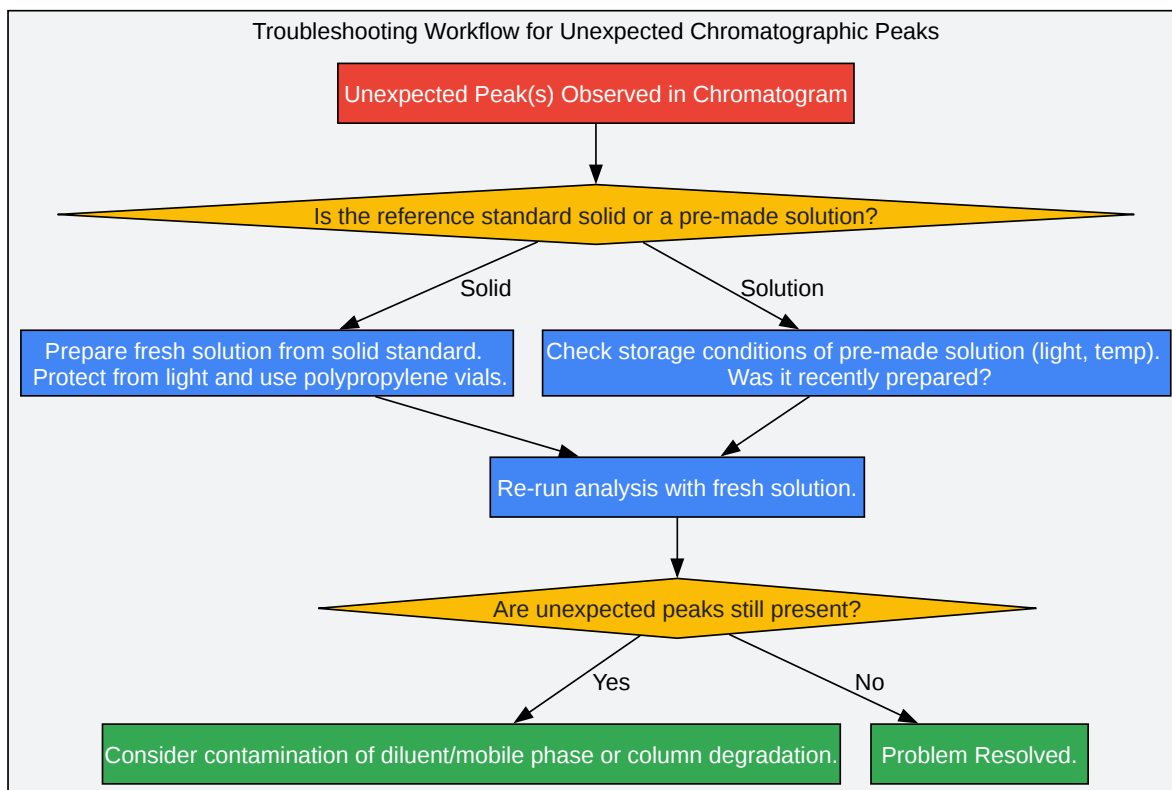 Troubleshooting Workflow for Unexpected Chromatographic Peaks
Unexpected Peak(s) Observed in Chromatogram
Is the reference standard solid or a pre-made solution?
Solid
Solution
Prepare fresh solution from solid standard.
Protect from light and use polypropylene vials.
Check storage conditions of pre-made solution (light, temp).
Was it recently prepared?
Re-run analysis with fresh solution.
Are unexpected peaks still present?
Yes
No
Consider contamination of diluent/mobile phase or column degradation.
Problem Resolved.